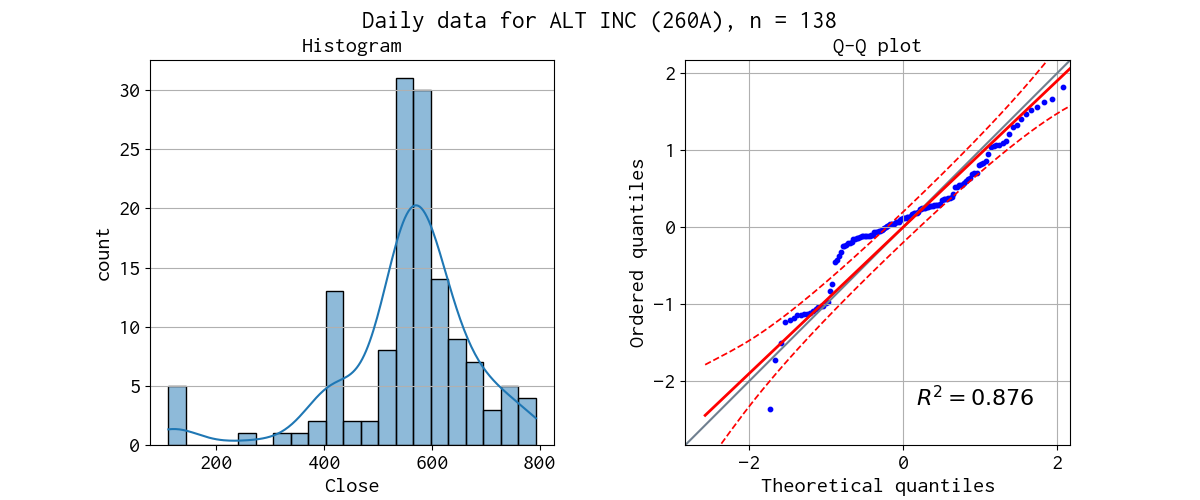 Daily data for ALT INC (260A), n = 138
Histogram
30
25
20
15
10
5
0
count
200
400
600
800
Close
Q-Q plot
2
1
0
−1
−2
Ordered quantiles
R² = 0.876
−2
0
2
Theoretical quantiles